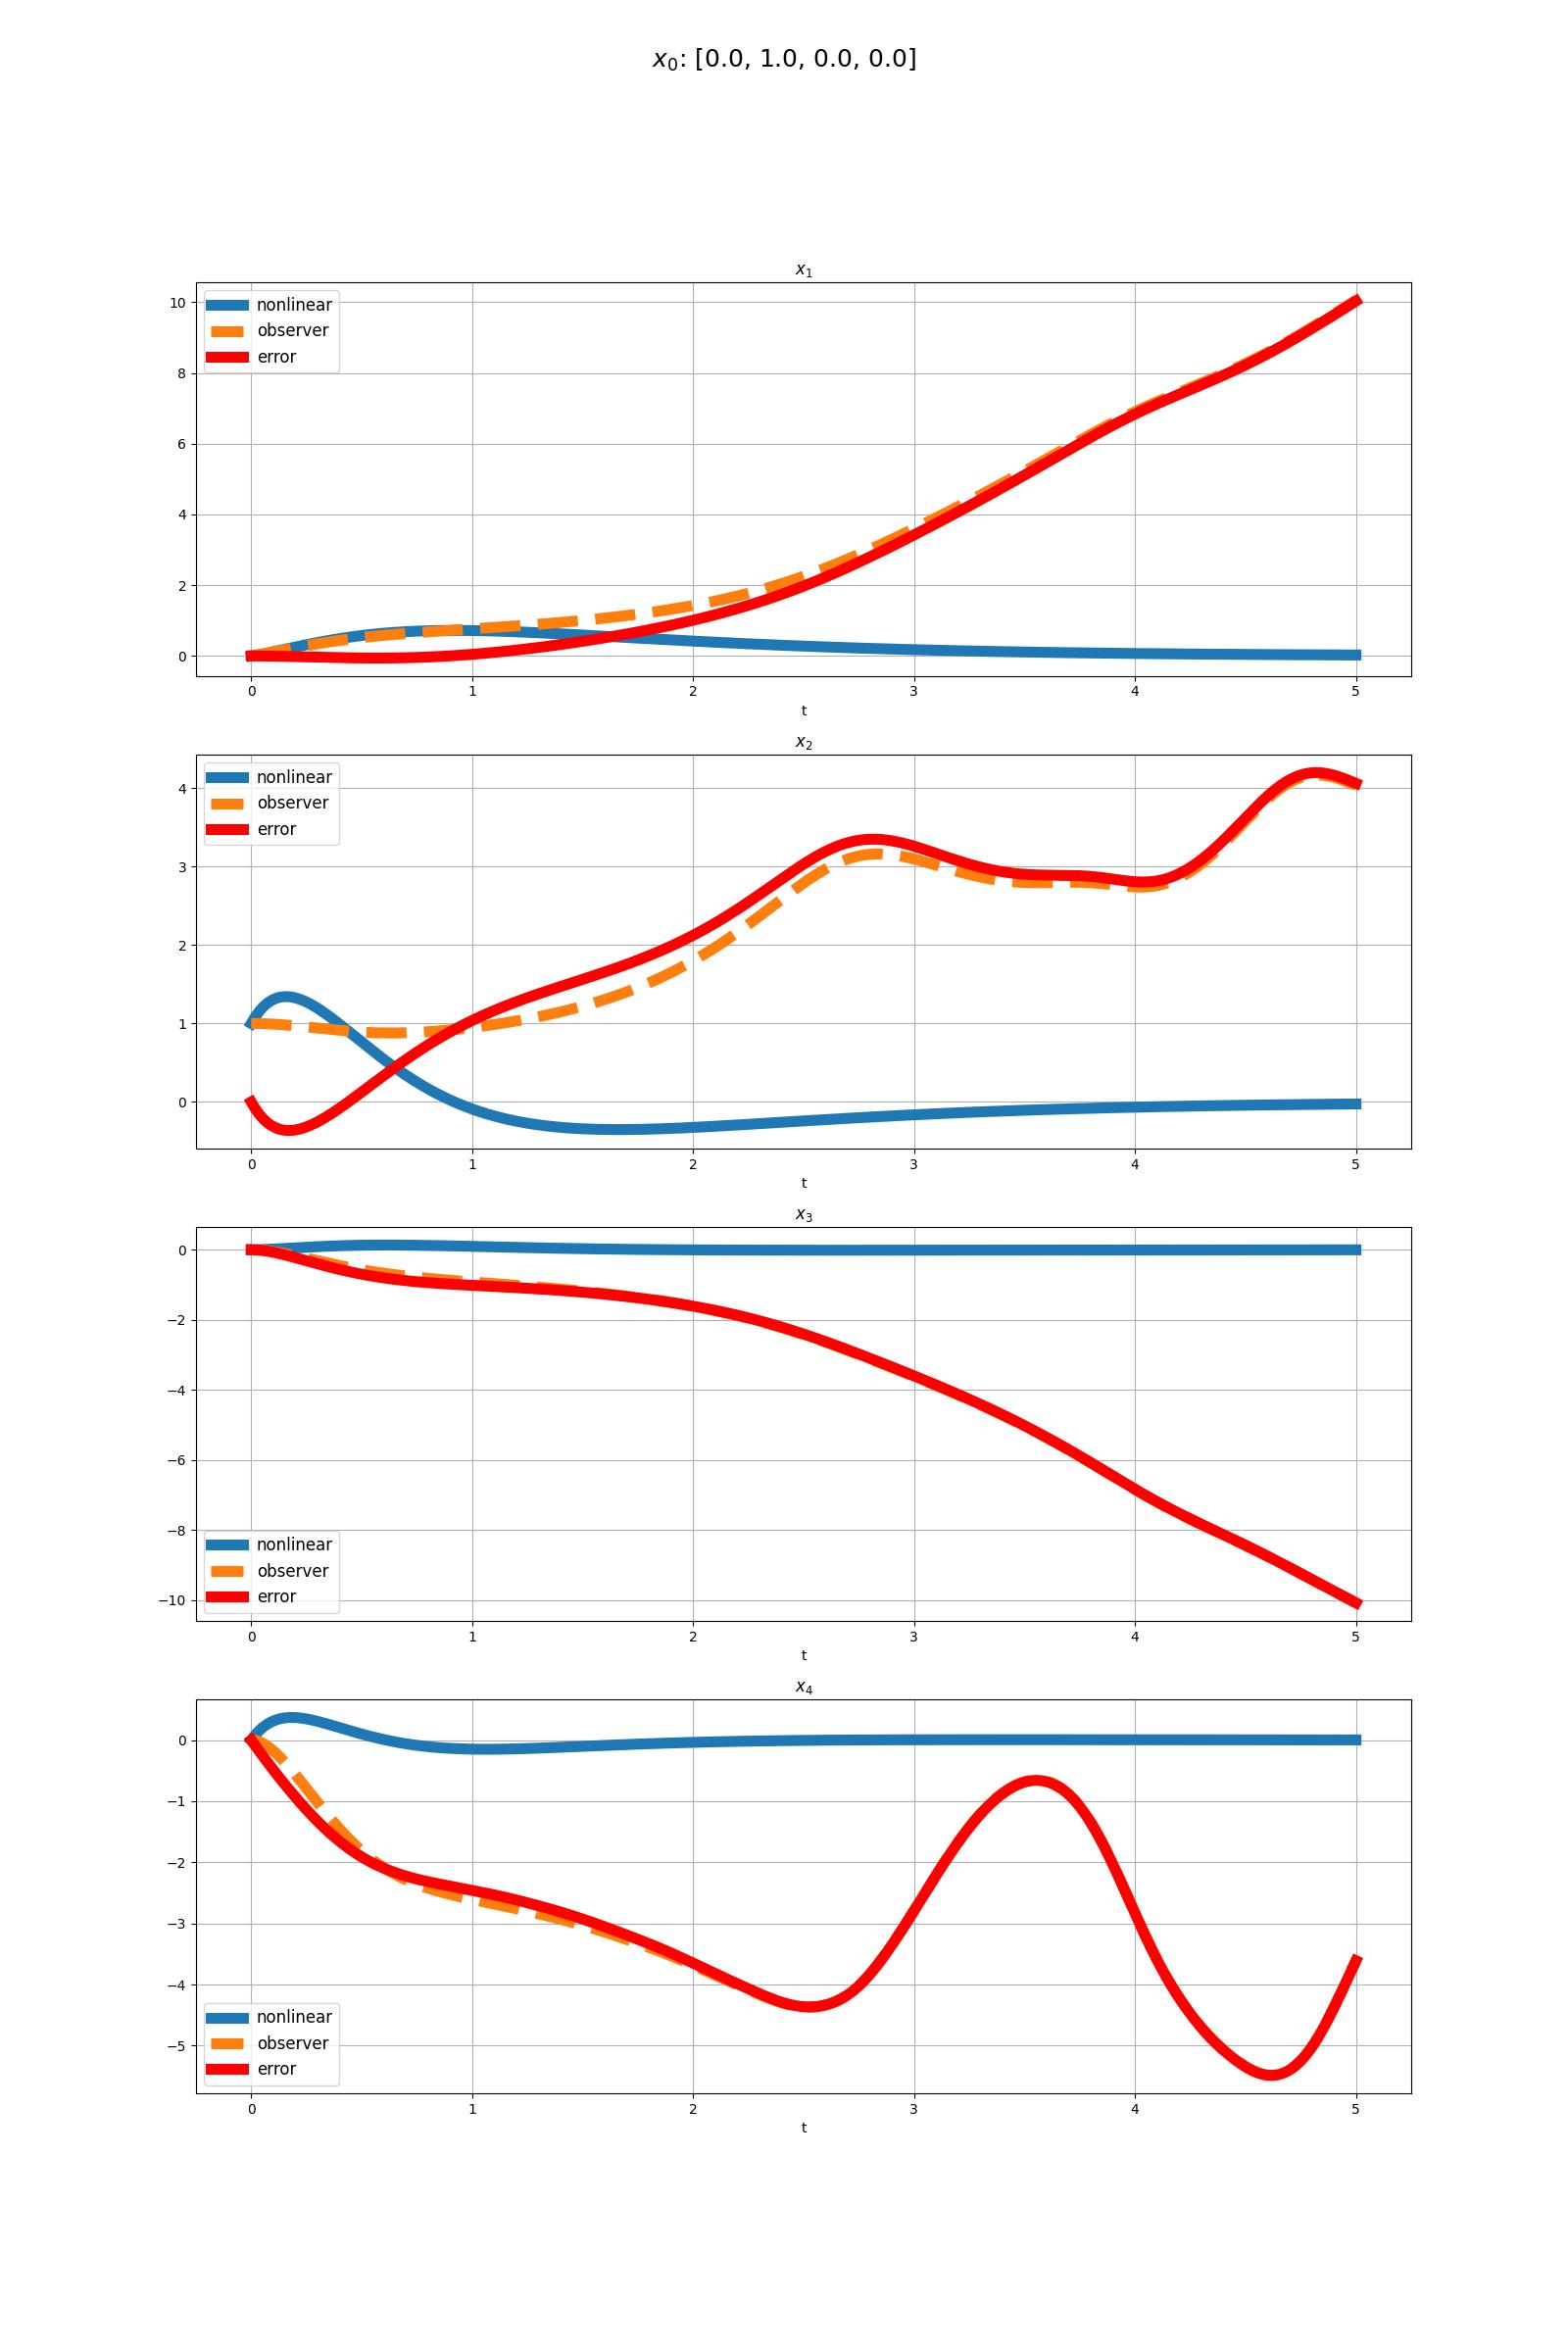 x₀: [0.0, 1.0, 0.0, 0.0]
x₁
nonlinear
observer
error
10
8
6
4
2
0
0 1 2 3 4 5
t
x₂
nonlinear
observer
error
4
3
2
1
0
0 1 2 3 4 5
t
x₃
0
−2
−4
−6
−8
−10
nonlinear
observer
error
0 1 2 3 4 5
t
x₄
0
−1
−2
−3
−4
−5
nonlinear
observer
error
0 1 2 3 4 5
t